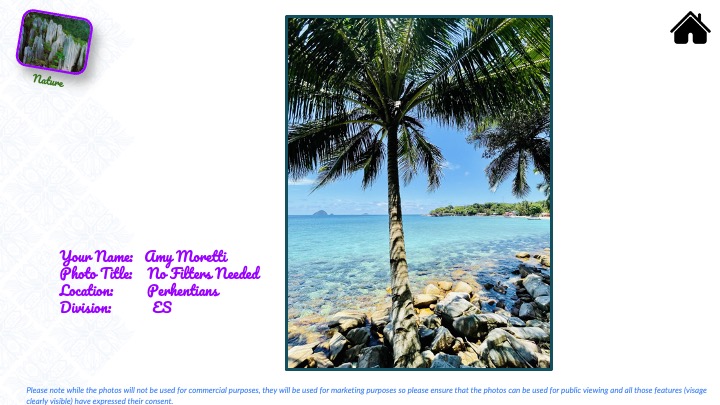 Nature
Your Name: Amy Moretti
Photo Title: No Filters Needed
Location: Perhentians
Division: ES
Please note while the photos will not be used for commercial purposes, they will be used for marketing purposes so please ensure that the photos can be used for public viewing and all those features (visage
clearly visible) have expressed their consent.